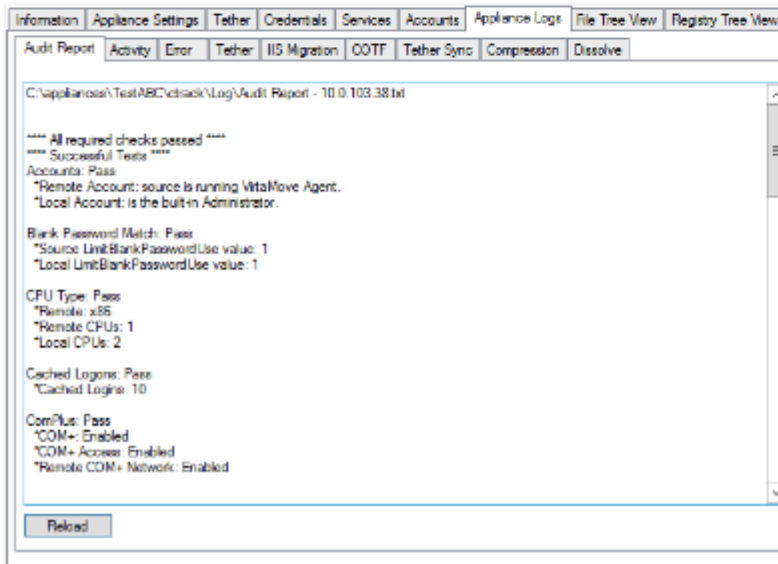 Information Appliance Settings Tether Credentials Services Accounts Appliance Logs File Tree View Registry Tree View
Audit Report Activity Error Tether IIS Migration COTF Tether Sync Compression Dissolve
C:\appliances\TestABC\ctrack\Log\Audit Report - 10.0.103.38.txt
**** All required checks passed ****
**** Successful Tests ****
Accounts: Pass
*Remote Account: source is running VirtaMove Agent.
*Local Account: is the built-in Administrator.
Blank Password Match: Pass
*Source LimitBlankPasswordUse value: 1
*Local LimitBlankPasswordUse value: 1
CPU Type: Pass
*Remote: x86
*Remote CPUs: 1
*Local CPUs: 2
Cached Logons: Pass
*Cached Logins: 10
ComPlus: Pass
*COM+: Enabled
*COM+ Access: Enabled
*Remote COM+ Network: Enabled
Reload